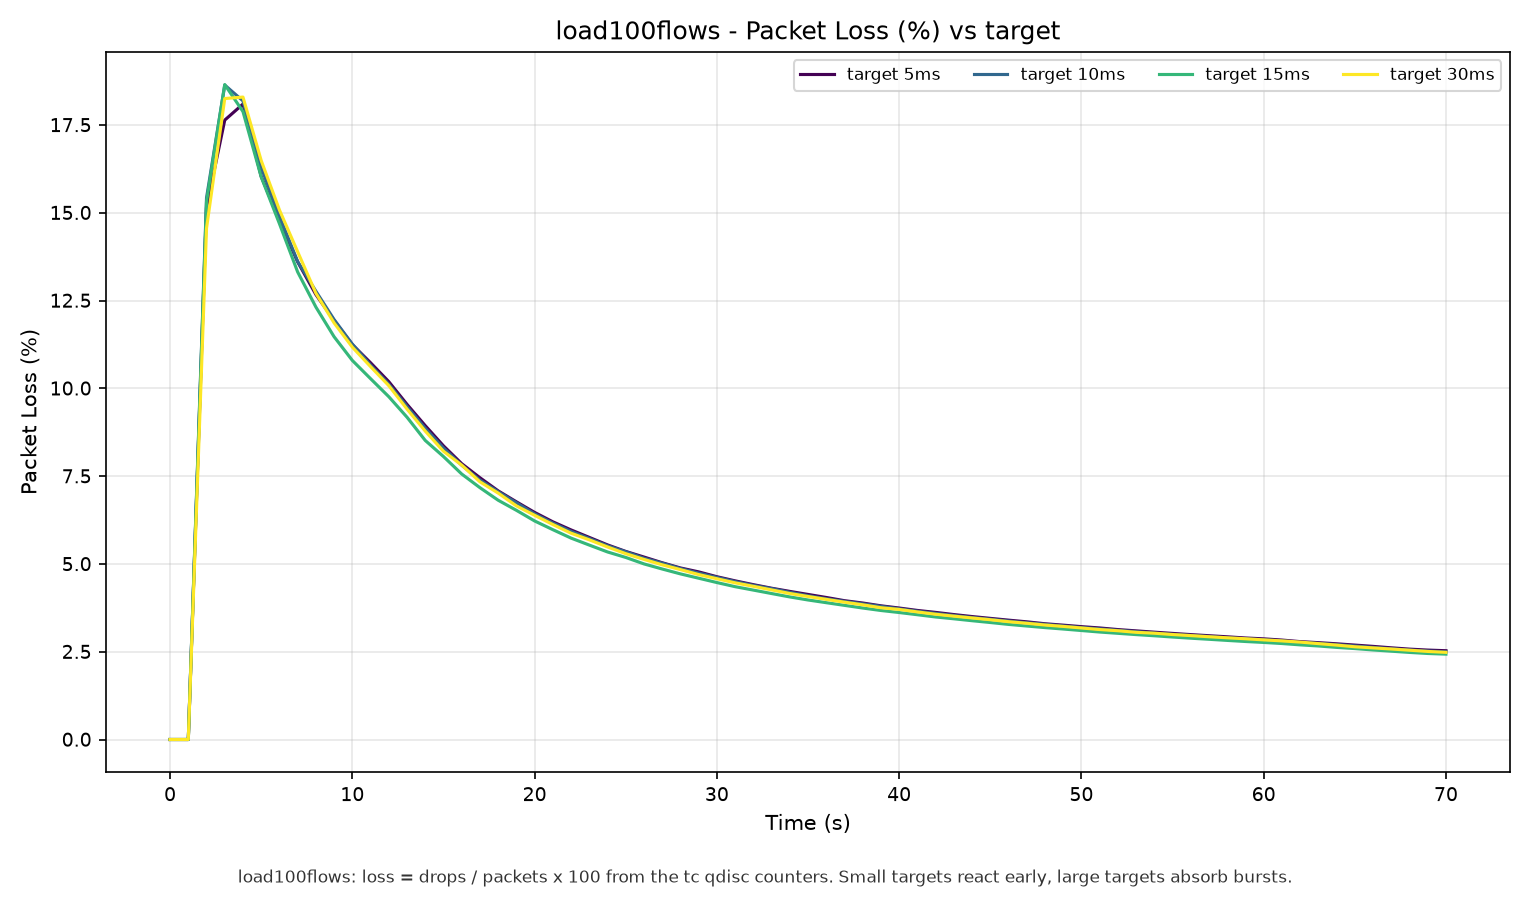 load100flows - Packet Loss (%) vs target
target 5ms target 10ms target 15ms target 30ms
Packet Loss (%)
17.5
15.0
12.5
10.0
7.5
5.0
2.5
0.0
0 10 20 30 40 50 60 70
Time (s)
load100flows: loss = drops / packets x 100 from the tc qdisc counters. Small targets react early, large targets absorb bursts.